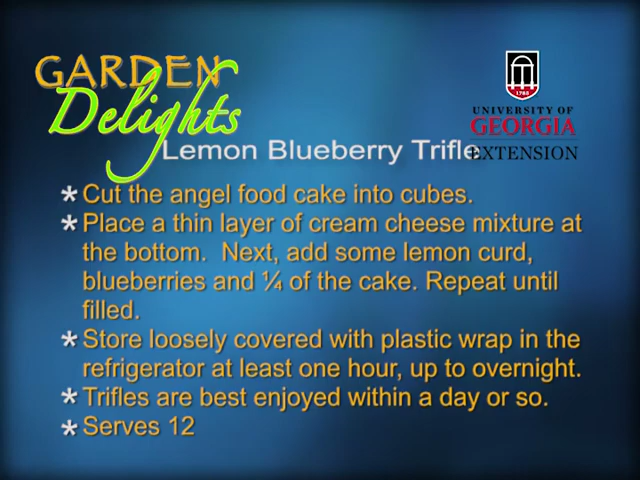 GARDEN
Delights
1785
UNIVERSITY OF
GEORGIA
EXTENSION
Lemon Blueberry Trifle
* Cut the angel food cake into cubes.
* Place a thin layer of cream cheese mixture at
the bottom.  Next, add some lemon curd,
blueberries and ¼ of the cake. Repeat until
filled.
* Store loosely covered with plastic wrap in the
refrigerator at least one hour, up to overnight.
* Trifles are best enjoyed within a day or so.
* Serves 12